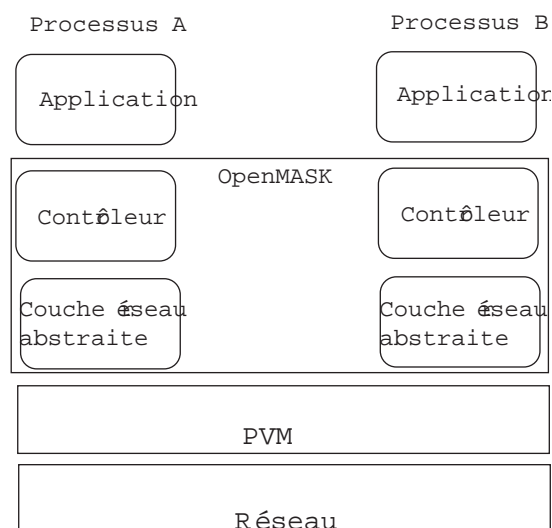 Processus A
Processus B
Application
Application
OpenMASK
Contrôleur
Contrôleur
Couche réseau
abstraite
Couche réseau
abstraite
PVM
Réseau